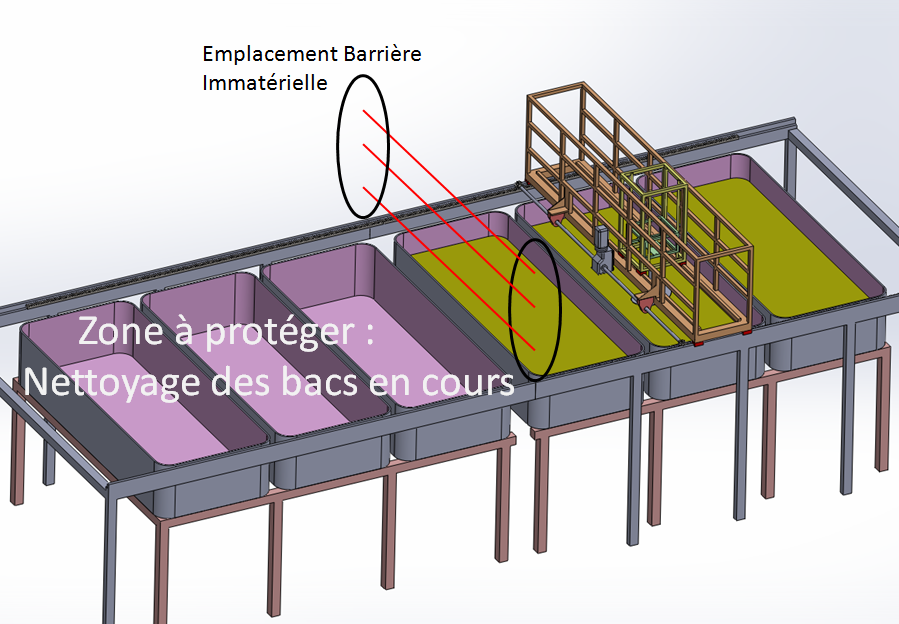 Emplacement Barrière
Immatérielle
Zone à protéger :
Nettoyage des bacs en cours